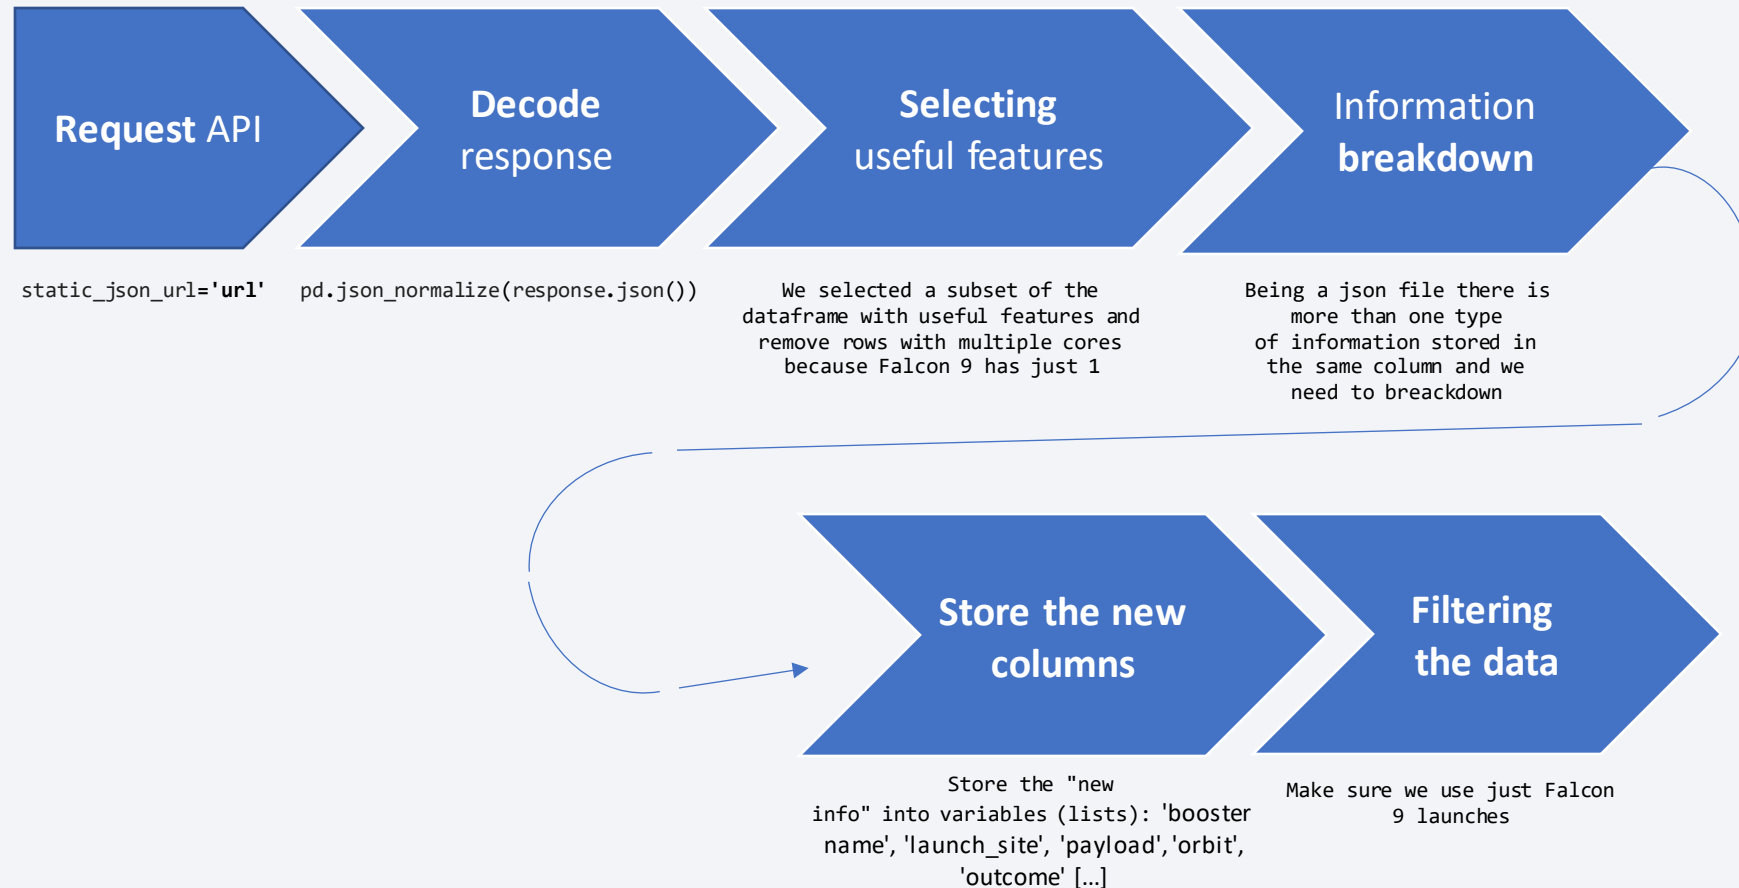 Request API
Decode
response
Selecting
useful features
Information
breakdown
static_json_url='url'
pd.json_normalize(response.json())
We selected a subset of the
dataframe with useful features and
remove rows with multiple cores
because Falcon 9 has just 1
Being a json file there is
more than one type
of information stored in
the same column and we
need to breackdown
Store the new
columns
Filtering
the data
Store the "new
info" into variables (lists): 'booster
name', 'launch_site', 'payload', 'orbit',
'outcome' [...]
Make sure we use just Falcon
9 launches